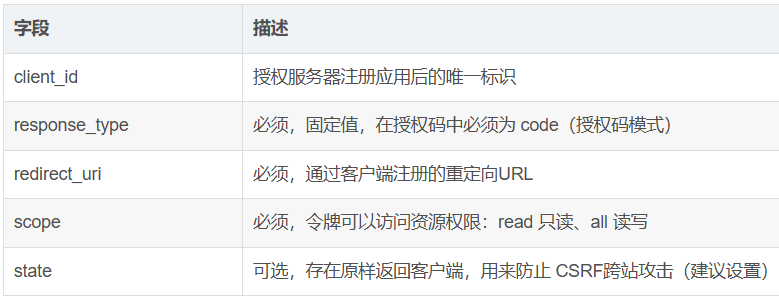 字段 描述
client_id 授权服务器注册应用后的唯一标识
response_type 必须，固定值，在授权码中必须为 code（授权码模式）
redirect_uri 必须，通过客户端注册的重定向URL
scope 必须，令牌可以访问资源权限：read 只读、all 读写
state 可选，存在原样返回客户端，用来防止 CSRF跨站攻击（建议设置）